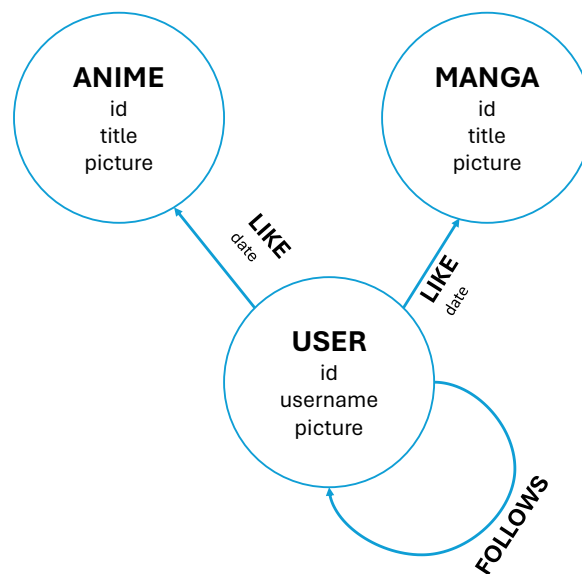 ANIME
id
title
picture
MANGA
id
title
picture
LIKE
date
LIKE
date
USER
id
username
picture
FOLLOWS